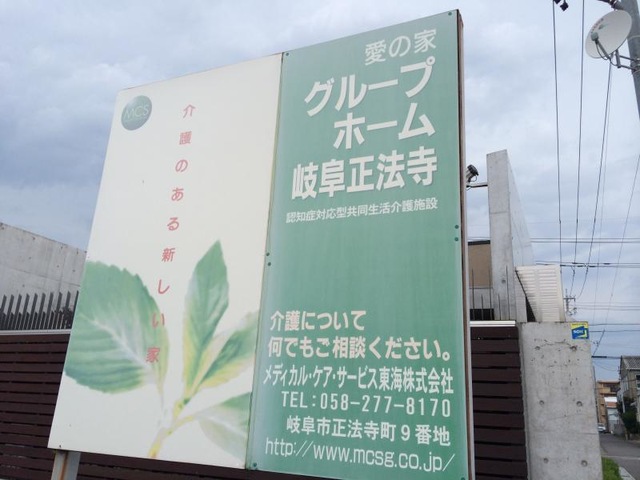 MCS
介護のある新しい家
愛の家
グループ
ホーム
岐阜正法寺
認知症対応型共同生活介護施設
介護について
何でもご相談ください。
メディカル・ケア・サービス東海株式会社
TEL:058-277-8170
岐阜市正法寺町9番地
http://www.mcsg.co.jp/